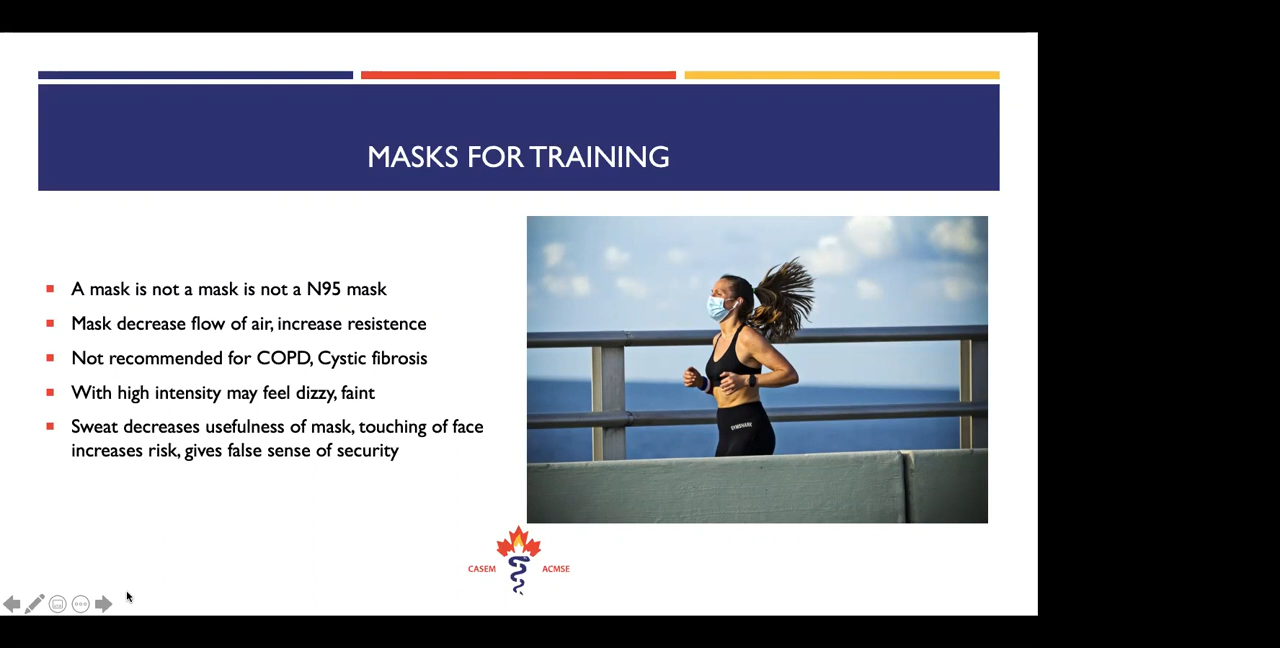 MASKS FOR TRAINING
A mask is not a mask is not a N95 mask
Mask decrease flow of air, increase resistence
Not recommended for COPD, Cystic fibrosis
With high intensity may feel dizzy, faint
Sweat decreases usefulness of mask, touching of face
increases risk, gives false sense of security
GYMSHARK
CASEM ACMSE